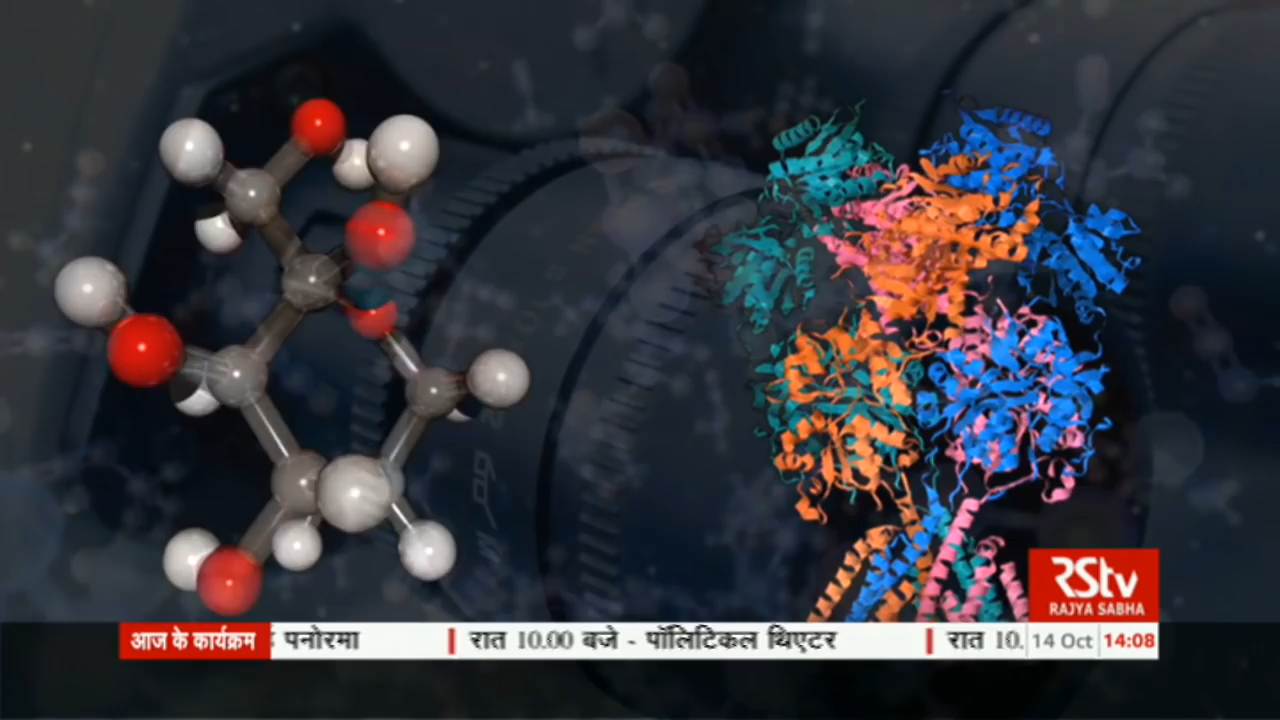 RStv
RAJYA SABHA
आज के कार्यक्रम
पनोरमा
रात 10.00 बजे - पॉलिटिकल थिएटर
रात 10.
14 Oct
14:08